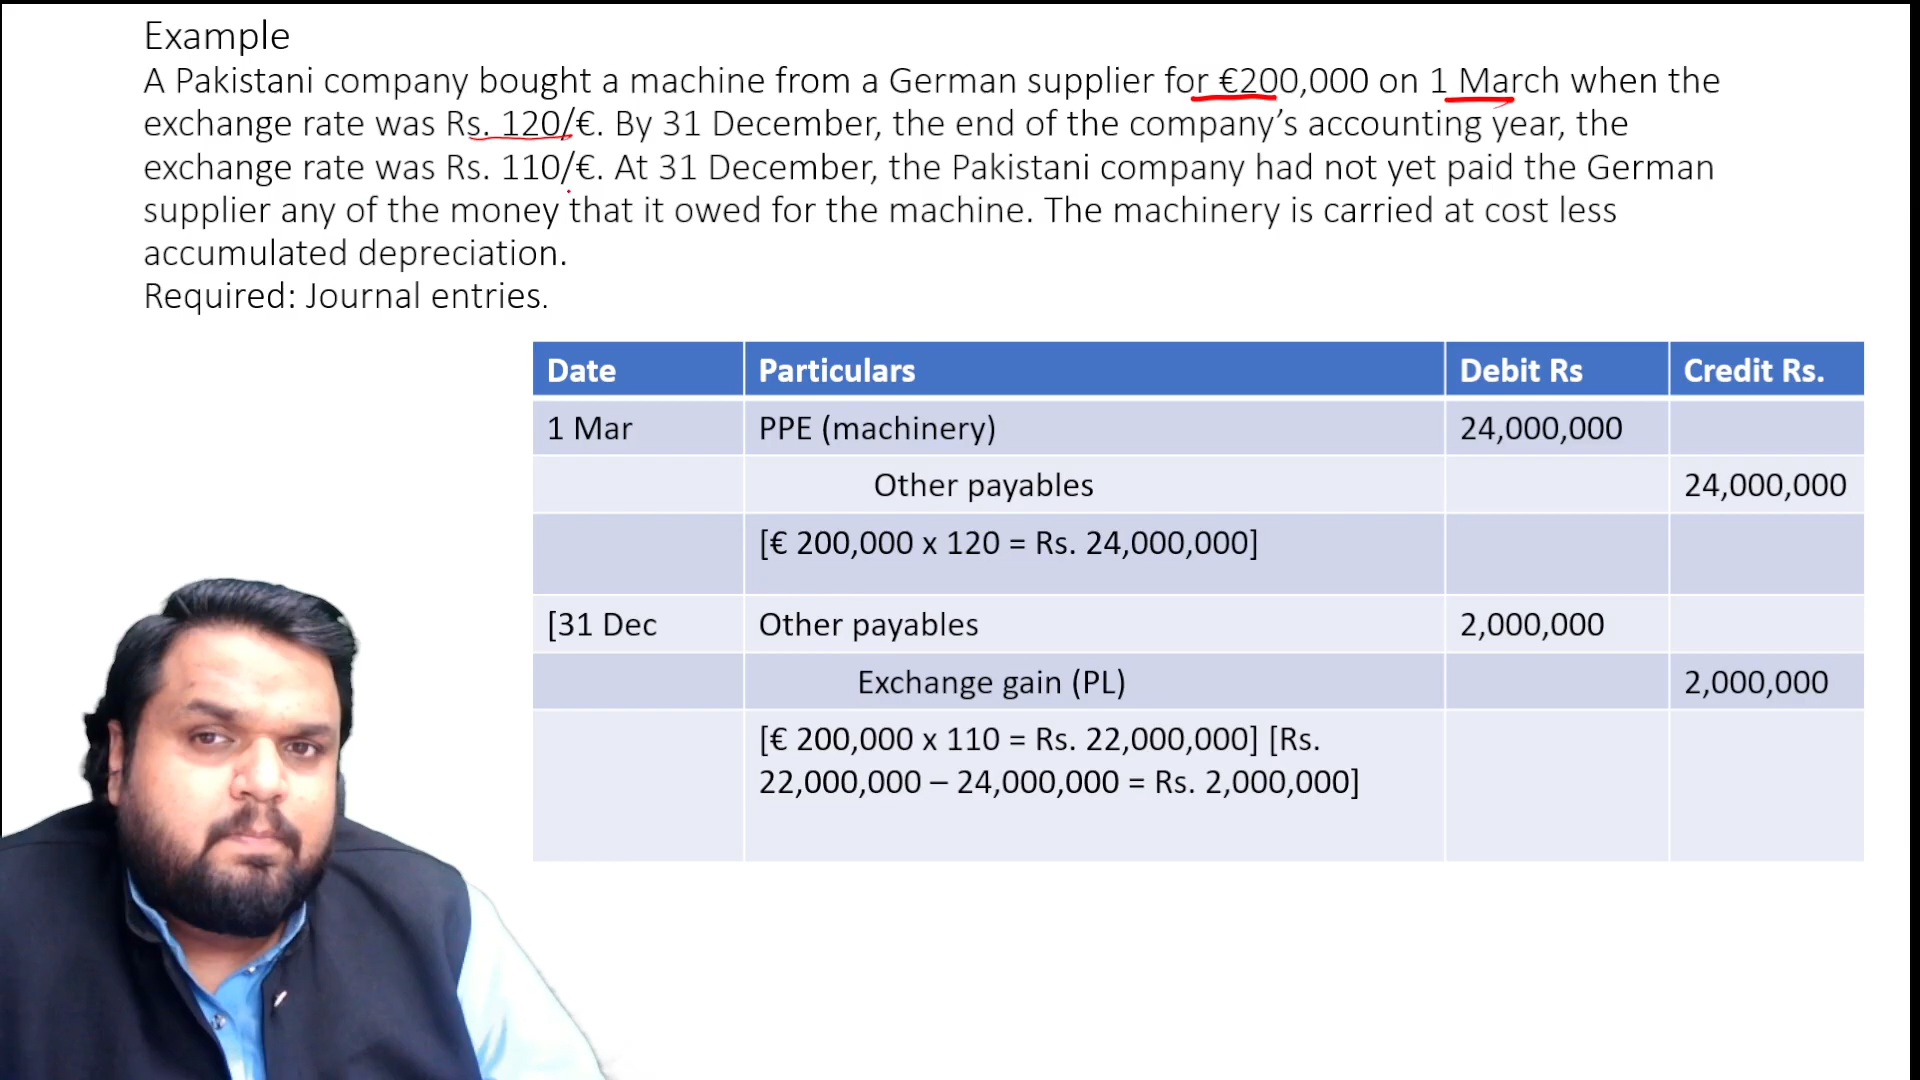 Example
A Pakistani company bought a machine from a German supplier for €200,000 on 1 March when the
exchange rate was Rs. 120/€. By 31 December, the end of the company’s accounting year, the
exchange rate was Rs. 110/€. At 31 December, the Pakistani company had not yet paid the German
supplier any of the money that it owed for the machine. The machinery is carried at cost less
accumulated depreciation.
Required: Journal entries.
Date Particulars Debit Rs Credit Rs.
1 Mar PPE (machinery) 24,000,000
Other payables 24,000,000
[€ 200,000 x 120 = Rs. 24,000,000]
[31 Dec Other payables 2,000,000
Exchange gain (PL) 2,000,000
[€ 200,000 x 110 = Rs. 22,000,000] [Rs.
22,000,000 – 24,000,000 = Rs. 2,000,000]